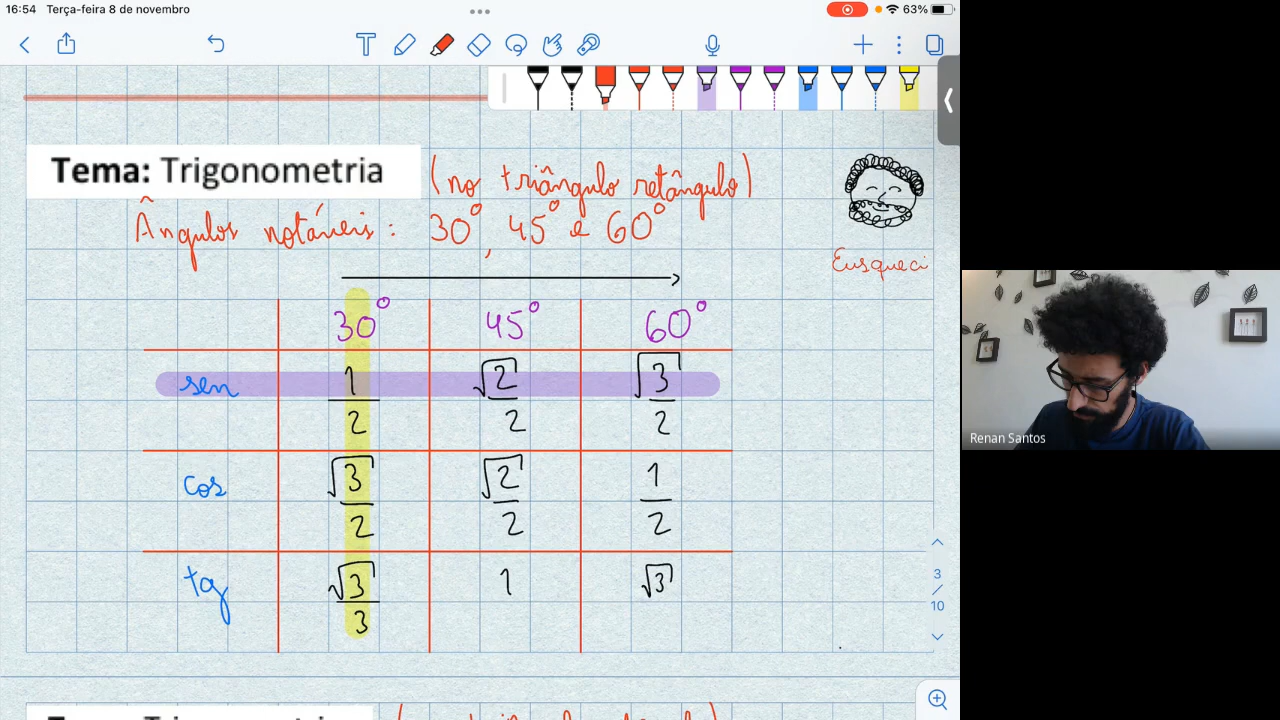 16:54 Terça-feira 8 de novembro 63%
Tema: Trigonometria (no triângulo retângulo)
Ângulos notáveis: 30°, 45° e 60°
Eusqueci
30° 45° 60°
sen 1/2 √2/2 √3/2
cos √3/2 √2/2 1/2
tg √3/3 1 √3
3
/
10
Renan Santos